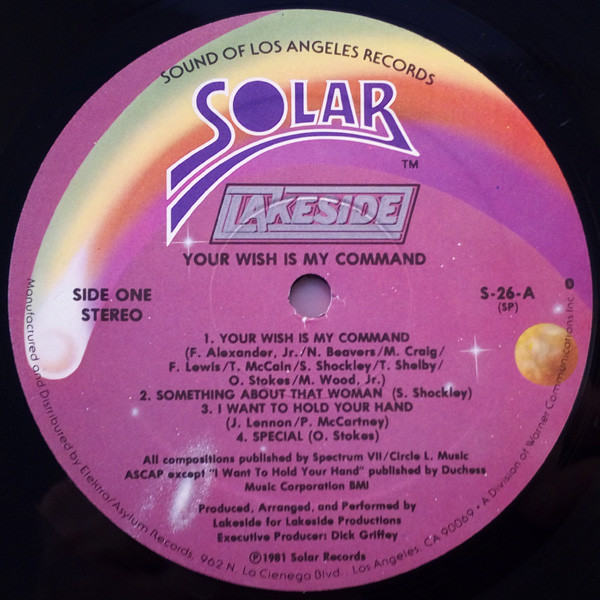 SOUND OF LOS ANGELES RECORDS
SOLAR
TM
LAKESIDE
YOUR WISH IS MY COMMAND
SIDE ONE
STEREO
S-26-A
(SP)
0
1. YOUR WISH IS MY COMMAND
(F. Alexander, Jr./N. Beavers/M. Craig/
F. Lewis/T. McCain/S. Shockley/T. Shelby/
O. Stokes/M. Wood, Jr.)
2. SOMETHING ABOUT THAT WOMAN (S. Shockley)
3. I WANT TO HOLD YOUR HAND
(J. Lennon/P. McCartney)
4. SPECIAL (O. Stokes)
All compositions published by Spectrum VII/Circle L. Music
ASCAP except "I Want To Hold Your Hand" published by Duchess
Music Corporation BMI
Produced, Arranged, and Performed by
Lakeside for Lakeside Productions
Executive Producer: Dick Griffey
Ⓟ©1981 Solar Records
Manufactured and Distributed by Elektra/Asylum Records, 962 N. La Cienega Blvd., Los Angeles, CA 90069 • A Division of Warner Communications Inc.